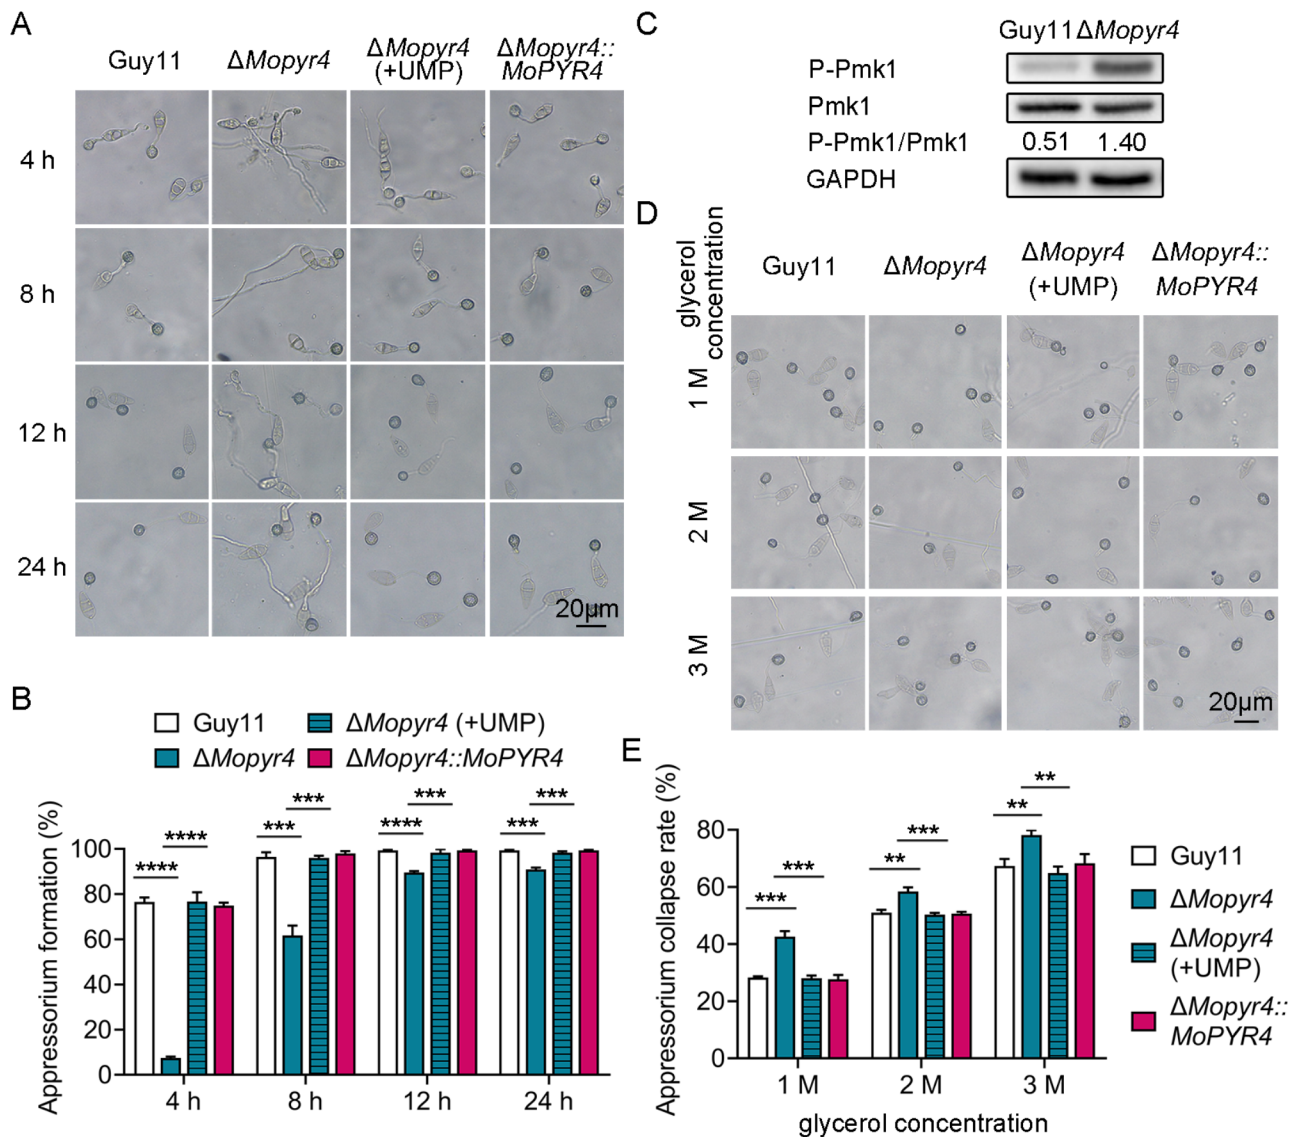 A
Guy11
ΔMopyr4
ΔMopyr4
(+UMP)
ΔMopyr4::
MoPYR4
4 h
8 h
12 h
24 h
20μm
B
Guy11
ΔMopyr4 (+UMP)
ΔMopyr4
ΔMopyr4::MoPYR4
Appressorium formation (%)
100
80
60
40
20
0
**** ****
*** ***
**** ***
*** ***
4 h
8 h
12 h
24 h
C
Guy11 ΔMopyr4
P-Pmk1
Pmk1
P-Pmk1/Pmk1 0.51 1.40
GAPDH
D
glycerol
concentration
Guy11
ΔMopyr4
ΔMopyr4
(+UMP)
ΔMopyr4::
MoPYR4
1 M
2 M
3 M
20μm
E
Appressorium collapse rate (%)
80
60
40
20
0
*** ***
** ***
** **
1 M
2 M
3 M
glycerol concentration
Guy11
ΔMopyr4
ΔMopyr4
(+UMP)
ΔMopyr4::
MoPYR4